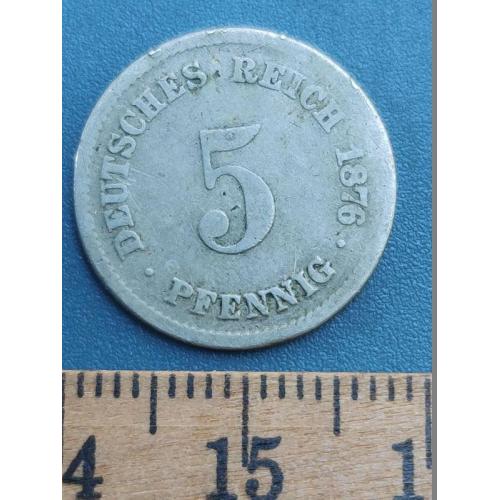 DEUTSCHES REICH 1876 ·
5
· PFENNIG
4 15 1